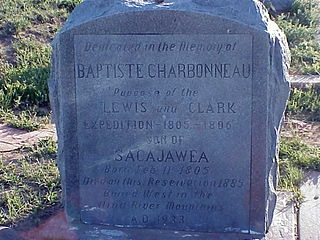 Dedicated in the Memory of
BAPTISTE CHARBONNEAU
Papoose of the
LEWIS and CLARK
EXPEDITION-1805-1806
SON OF
SACAJAWEA
Born Feb. 11-1805
Died on this Reservation 1885
Buried West in the
Wind River Mountains
A.D. 1933